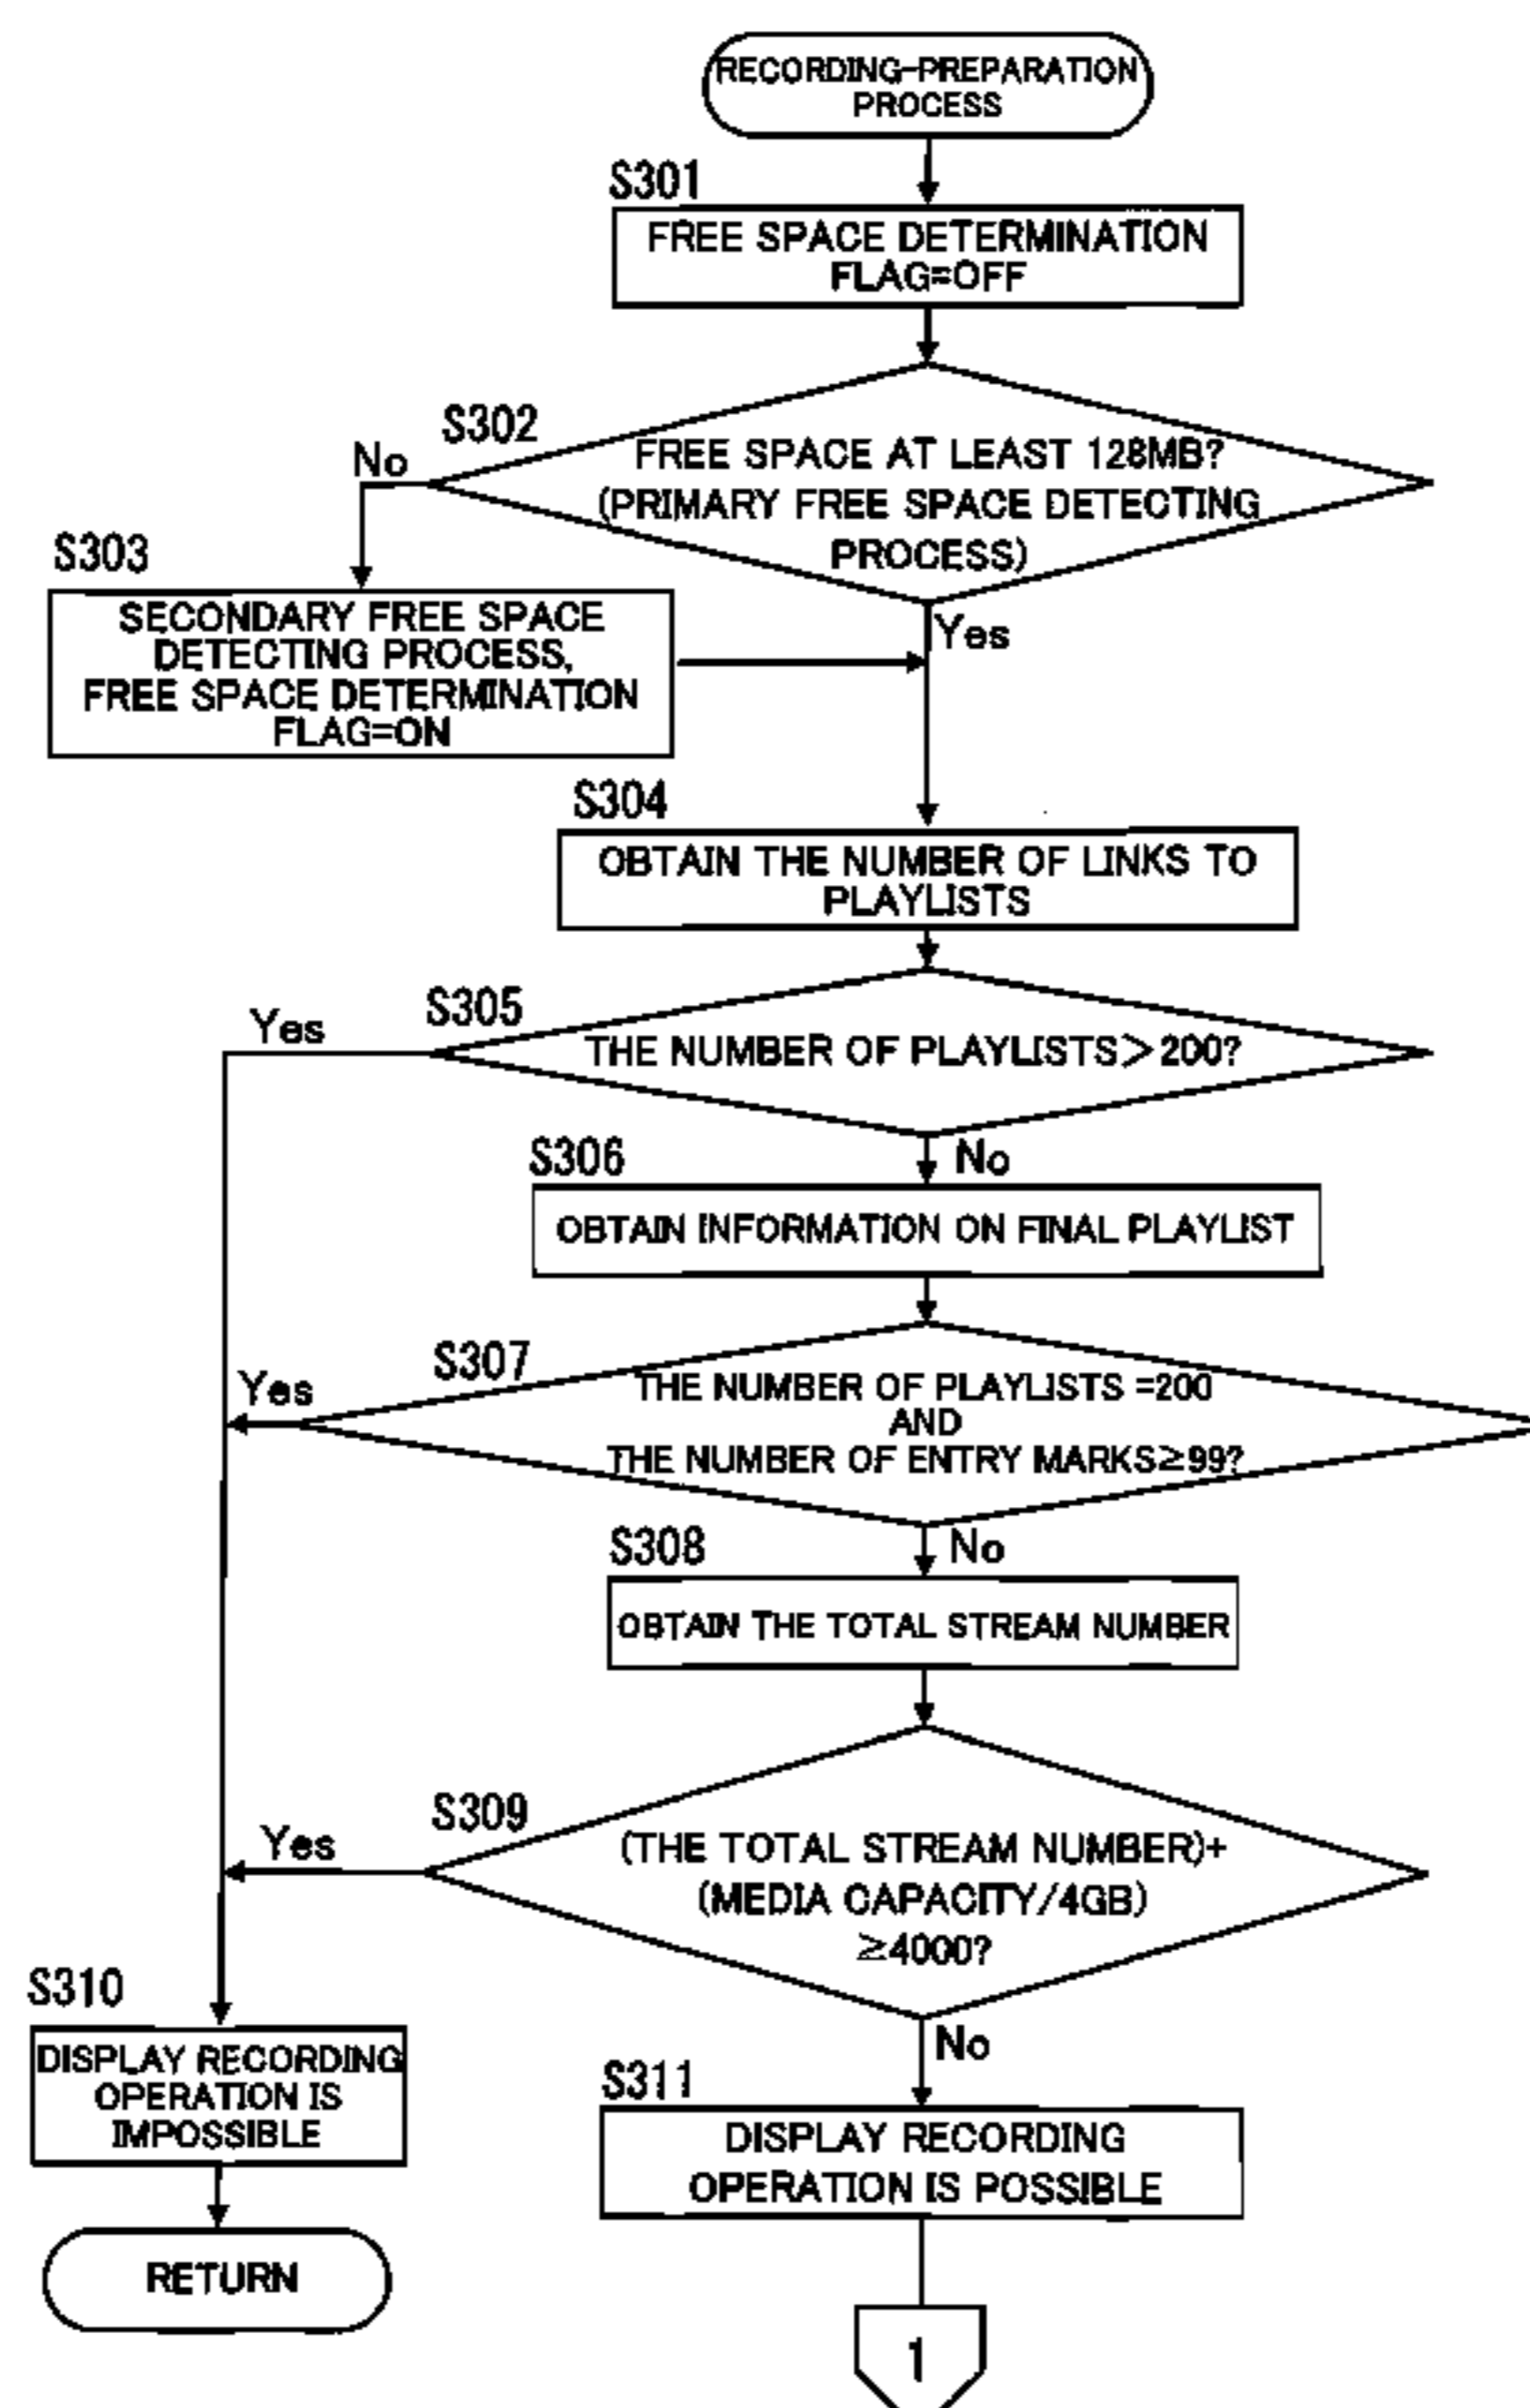 RECORDING-PREPARATION
PROCESS
S301
FREE SPACE DETERMINATION
FLAG=OFF
S302
No
FREE SPACE AT LEAST 128MB?
(PRIMARY FREE SPACE DETECTING
PROCESS)
Yes
S303
SECONDARY FREE SPACE
DETECTING PROCESS,
FREE SPACE DETERMINATION
FLAG=ON
S304
OBTAIN THE NUMBER OF LINKS TO
PLAYLISTS
S305
Yes
THE NUMBER OF PLAYLISTS>200?
No
S306
OBTAIN INFORMATION ON FINAL PLAYLIST
S307
Yes
THE NUMBER OF PLAYLISTS =200
AND
THE NUMBER OF ENTRY MARKS≥99?
No
S308
OBTAIN THE TOTAL STREAM NUMBER
S309
Yes
(THE TOTAL STREAM NUMBER)+
(MEDIA CAPACITY/4GB)
≥4000?
No
S310
DISPLAY RECORDING
OPERATION IS
IMPOSSIBLE
S311
DISPLAY RECORDING
OPERATION IS POSSIBLE
RETURN
1